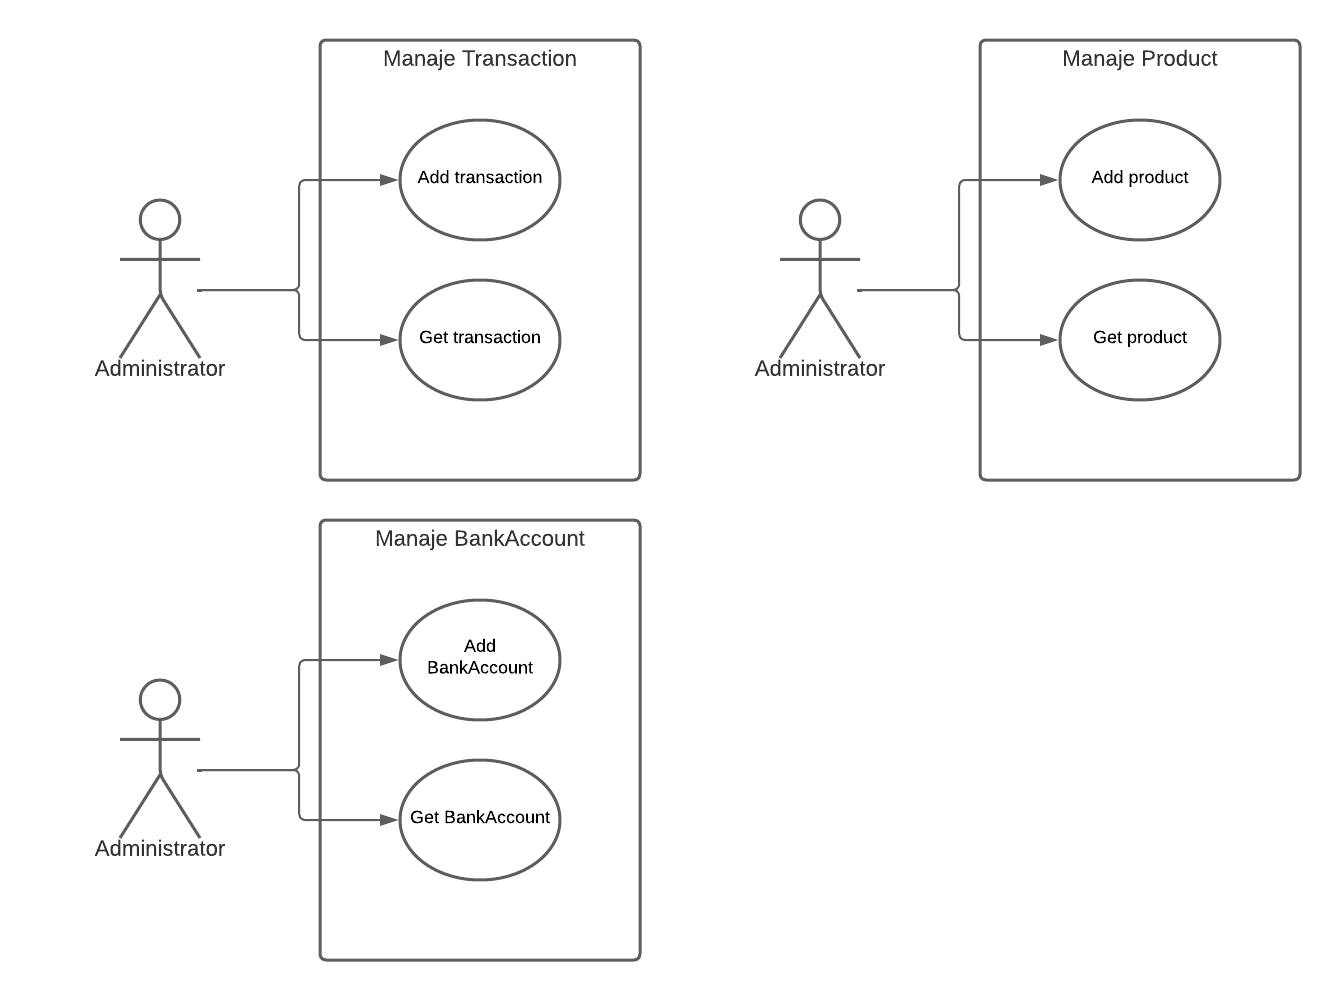 Manaje Transaction
Add transaction
Get transaction
Administrator
Manaje Product
Add product
Get product
Administrator
Manaje BankAccount
Add
BankAccount
Get BankAccount
Administrator